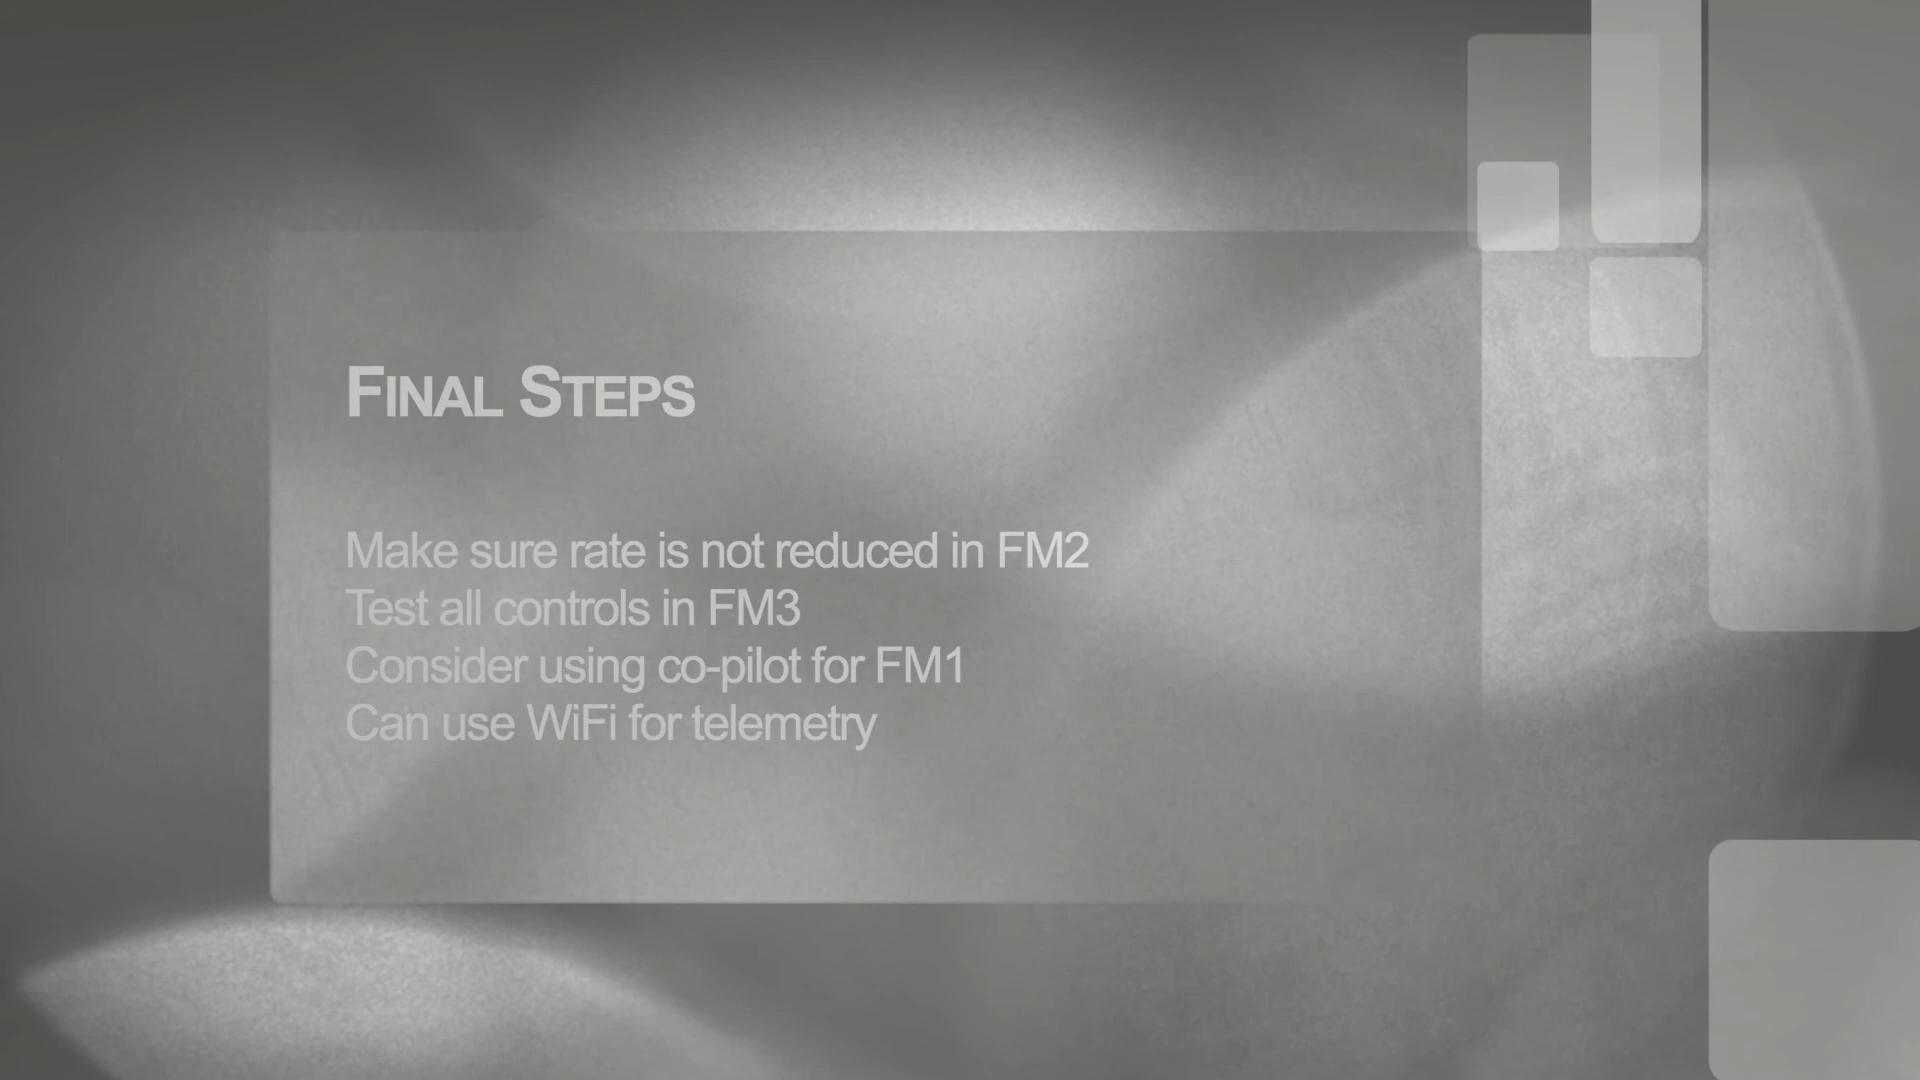 Final Steps
Make sure rate is not reduced in FM2
Test all controls in FM3
Consider using co-pilot for FM1
Can use WiFi for telemetry